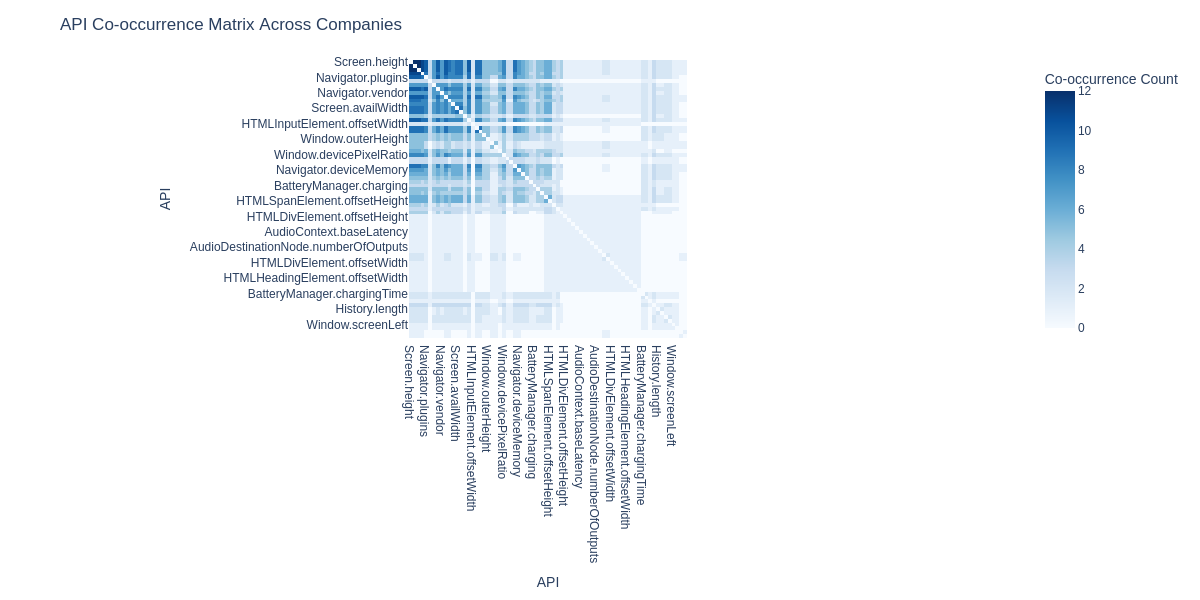 API Co-occurrence Matrix Across Companies
Co-occurrence Count
12
10
8
6
4
2
0
API
Screen.height
Navigator.plugins
Navigator.vendor
Screen.availWidth
HTMLInputElement.offsetWidth
Window.outerHeight
Window.devicePixelRatio
Navigator.deviceMemory
BatteryManager.charging
HTMLSpanElement.offsetHeight
HTMLDivElement.offsetHeight
AudioContext.baseLatency
AudioDestinationNode.numberOfOutputs
HTMLDivElement.offsetWidth
HTMLHeadingElement.offsetWidth
BatteryManager.chargingTime
History.length
Window.screenLeft
Screen.height
Navigator.plugins
Navigator.vendor
Screen.availWidth
HTMLInputElement.offsetWidth
Window.outerHeight
Window.devicePixelRatio
Navigator.deviceMemory
BatteryManager.charging
HTMLSpanElement.offsetHeight
HTMLDivElement.offsetHeight
AudioContext.baseLatency
AudioDestinationNode.numberOfOutputs
HTMLDivElement.offsetWidth
HTMLHeadingElement.offsetWidth
BatteryManager.chargingTime
History.length
Window.screenLeft
API